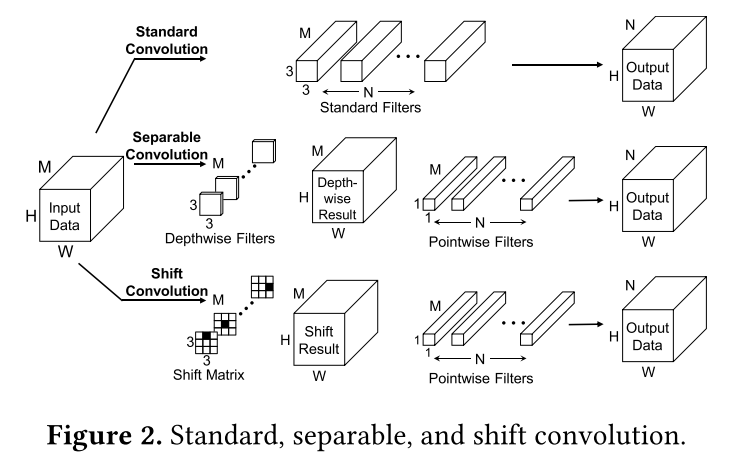 Standard
Convolution
M
3
3
N
Standard Filters
N
H
Output
Data
W
M
H
Input
Data
W
Separable
Convolution
M
3
3
Depthwise Filters
M
H
Depth-
wise
Result
W
M
1
1
N
Pointwise Filters
N
H
Output
Data
W
Shift
Convolution
M
3
3
Shift Matrix
M
H
Shift
Result
W
M
1
1
N
Pointwise Filters
N
H
Output
Data
W
Figure 2. Standard, separable, and shift convolution.